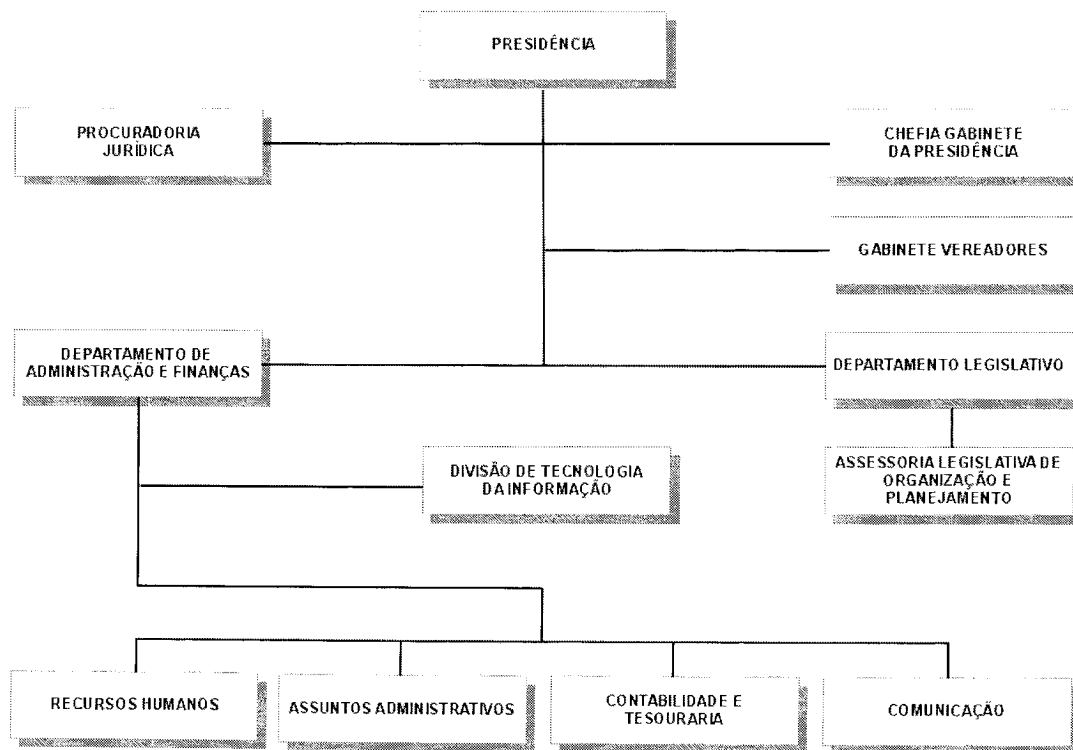 PRESIDÊNCIA
PROCURADORIA
JURÍDICA
CHEFIA GABINETE
DA PRESIDÊNCIA
GABINETE VEREADORES
DEPARTAMENTO DE
ADMINISTRAÇÃO E FINANÇAS
DEPARTAMENTO LEGISLATIVO
DIVISÃO DE TECNOLOGIA
DA INFORMAÇÃO
ASSESSORIA LEGISLATIVA DE
ORGANIZAÇÃO E
PLANEJAMENTO
RECURSOS HUMANOS
ASSUNTOS ADMINISTRATIVOS
CONTABILIDADE E
TESOURARIA
COMUNICAÇÃO